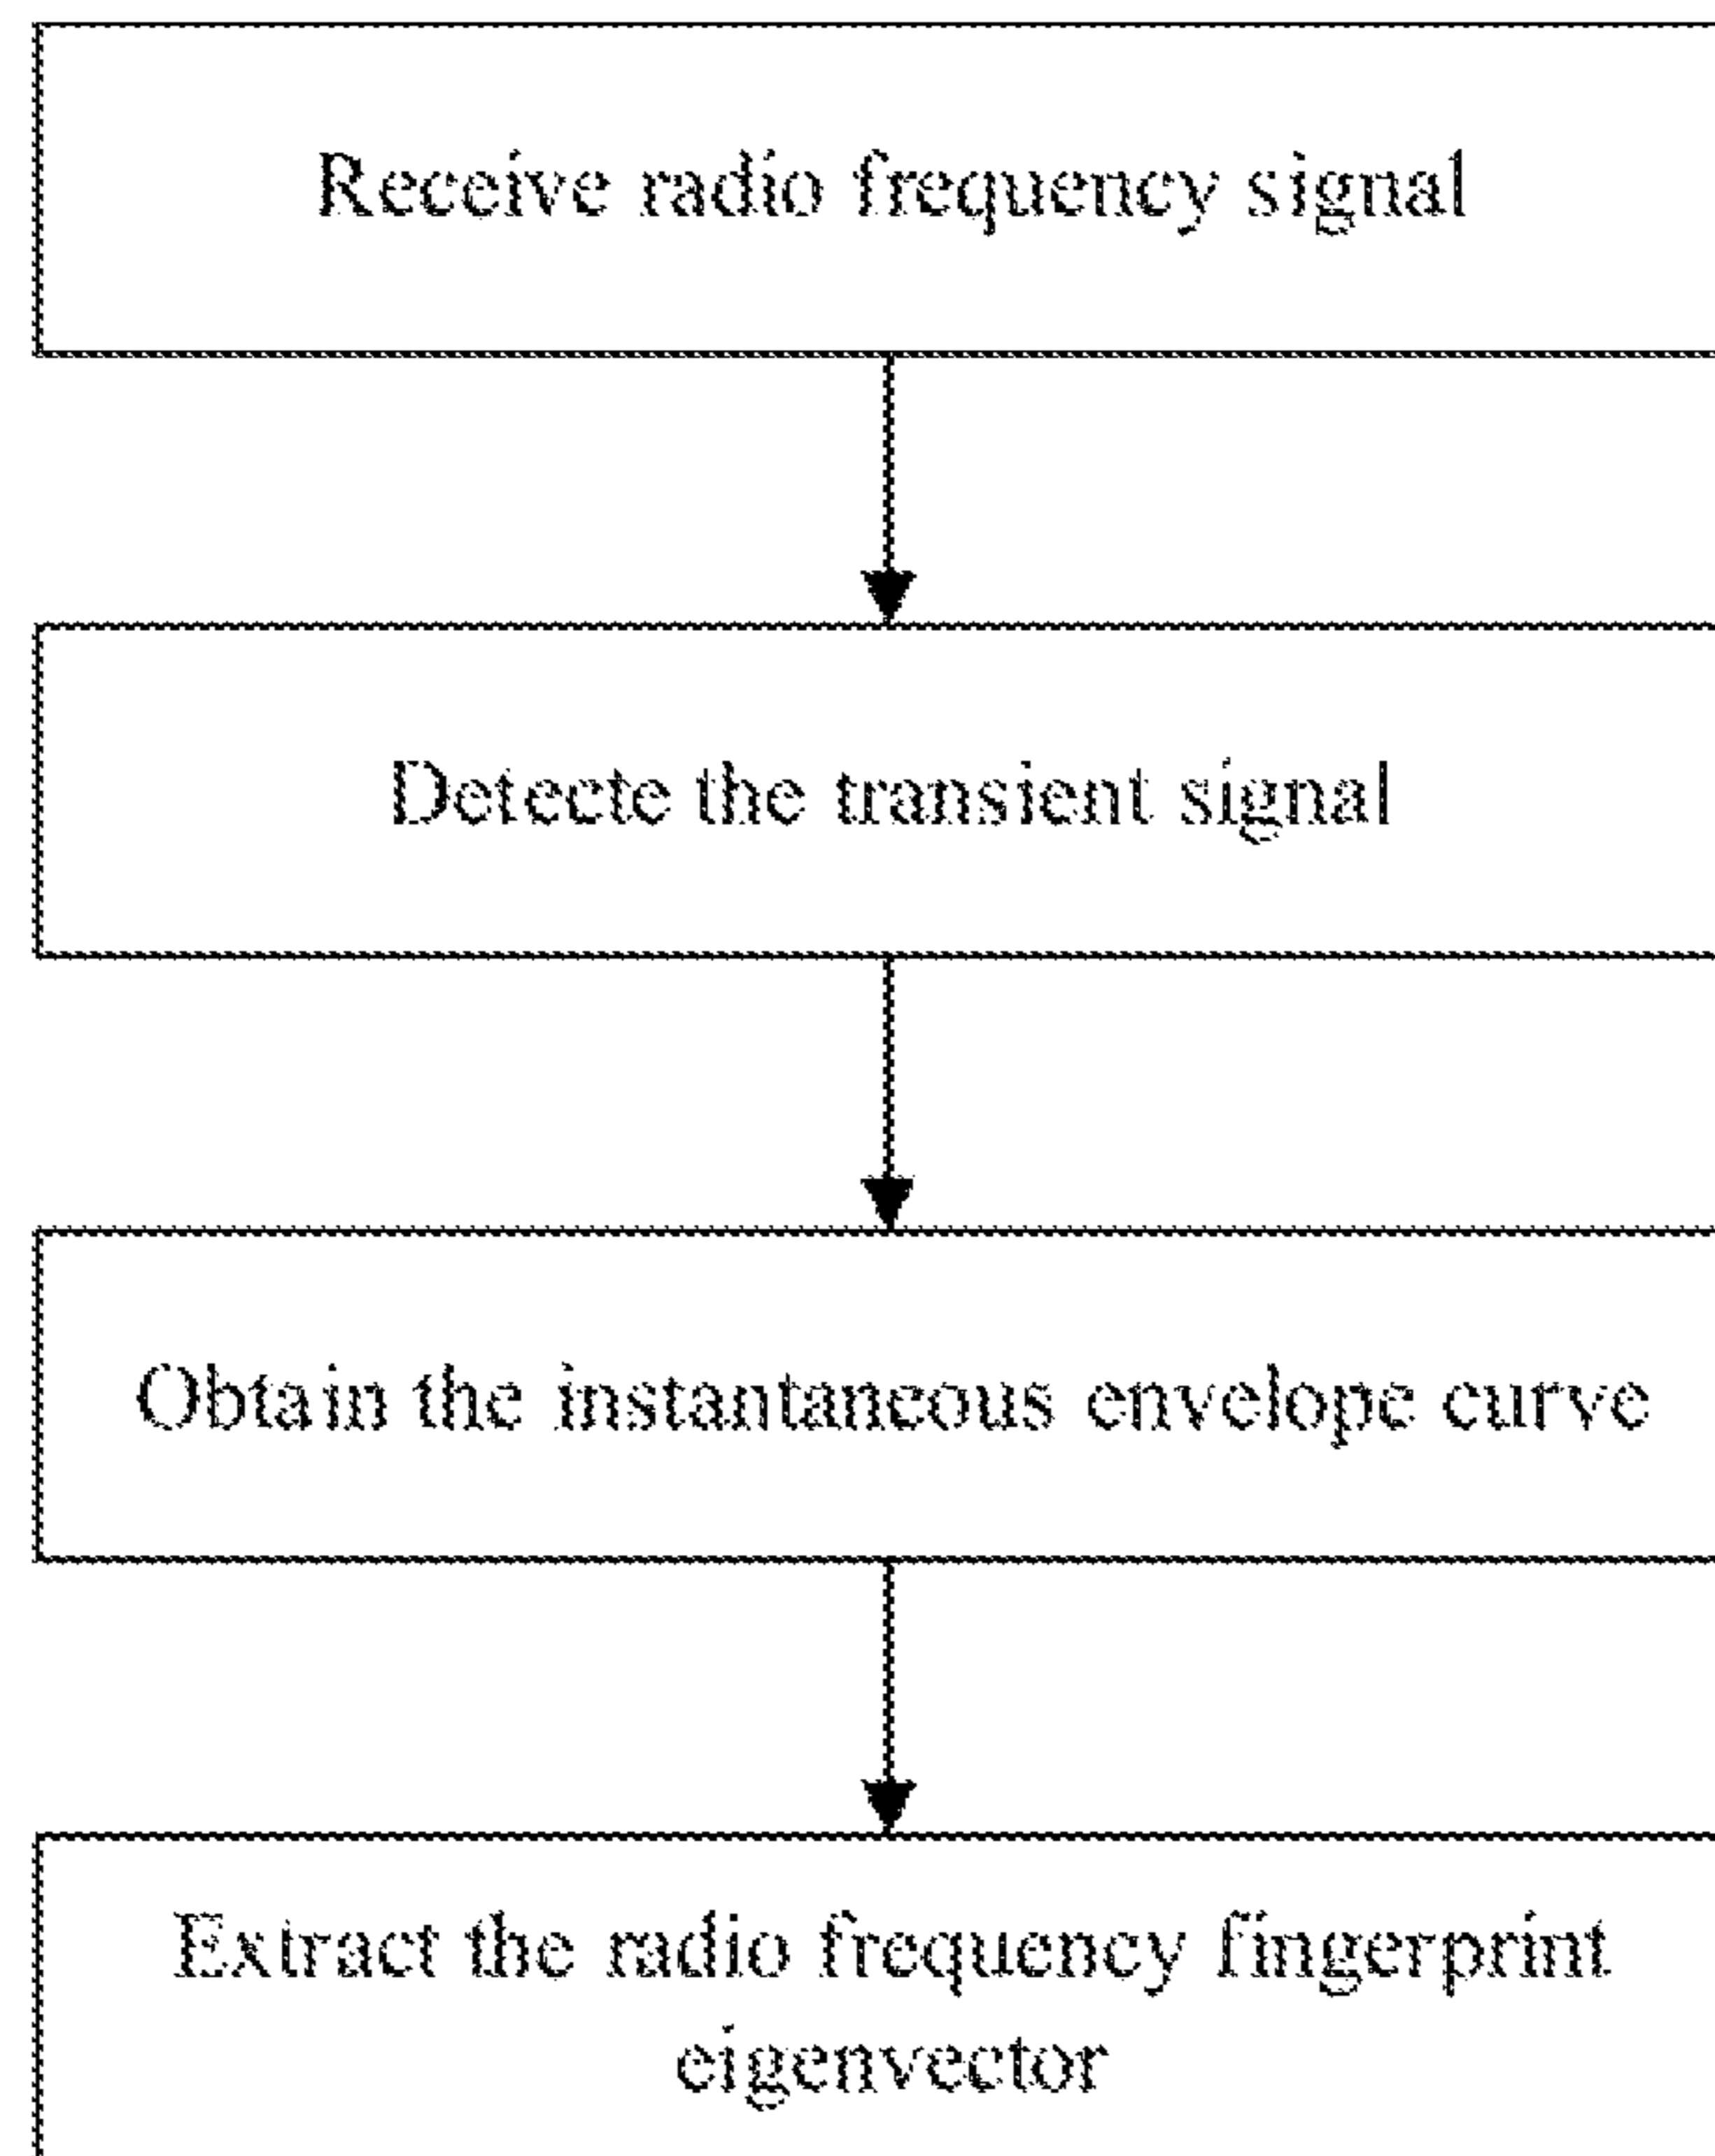 Receive radio frequency signal
Detecte the transient signal
Obtain the instantaneous envelope curve
Extract the radio frequency fingerprint
eigenvector